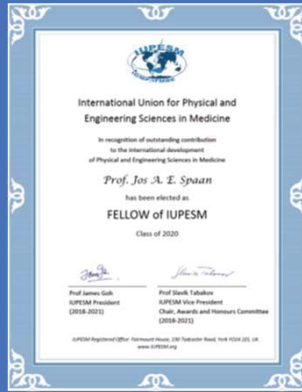 IUPESM
International Union for Physical and
Engineering Sciences in Medicine
In recognition of outstanding contribution
to the international development
of Physical and Engineering Sciences in Medicine
Prof. Jos A. E. Spaan
has been elected as
FELLOW of IUPESM
Class of 2020
Prof James Goh
IUPESM President
(2018-2021)
Prof Slavik Tabakov
IUPESM Vice President
Chair, Awards and Honours Committee
(2018-2021)
IUPESM Registered Office: Fairmount House, 230 Tadcaster Road, York YO24 1ES, UK
www.IUPESM.org